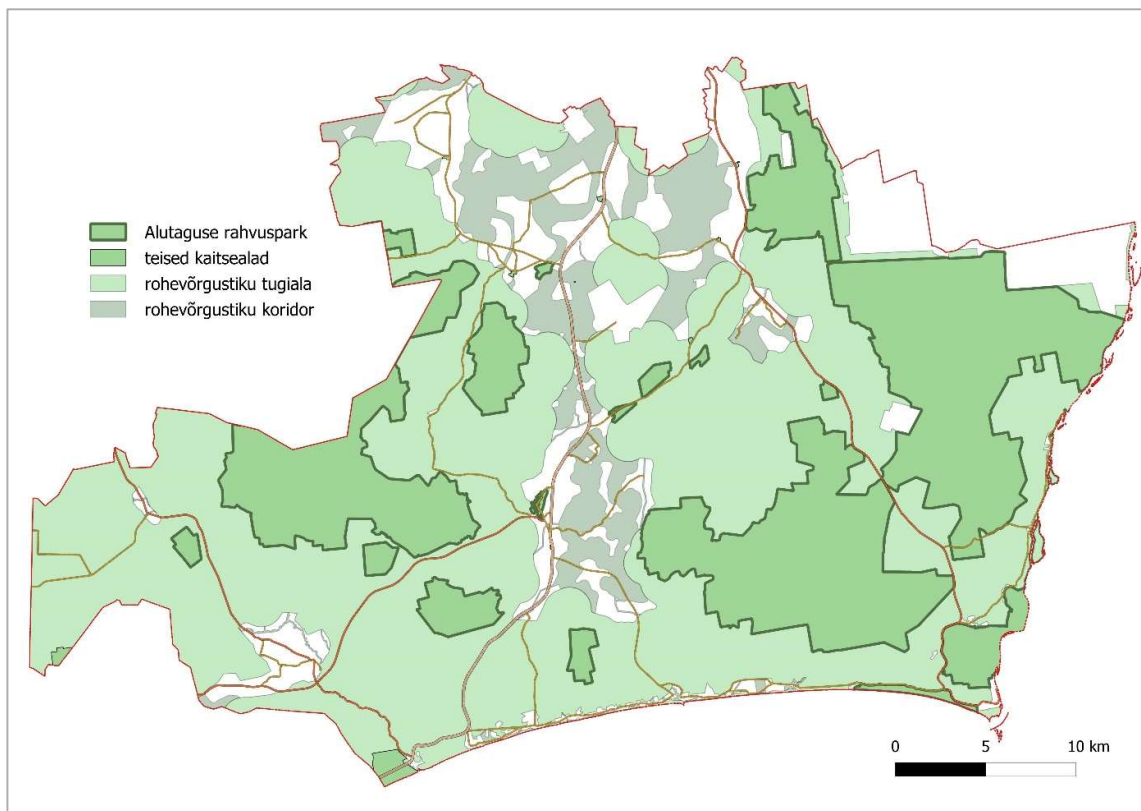 Alutaguse rahvuspark
teised kaitsealad
rohevõrgustiku tugiala
rohevõrgustiku koridor
0 5 10 km